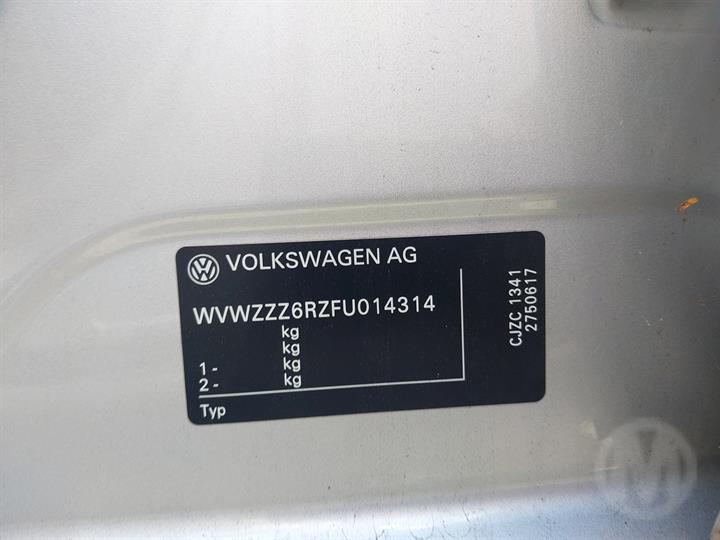 VOLKSWAGEN AG
WVWZZZ6RZFU014314
kg
kg
1 - kg
2 - kg
Typ
CJZC 1341
2750617